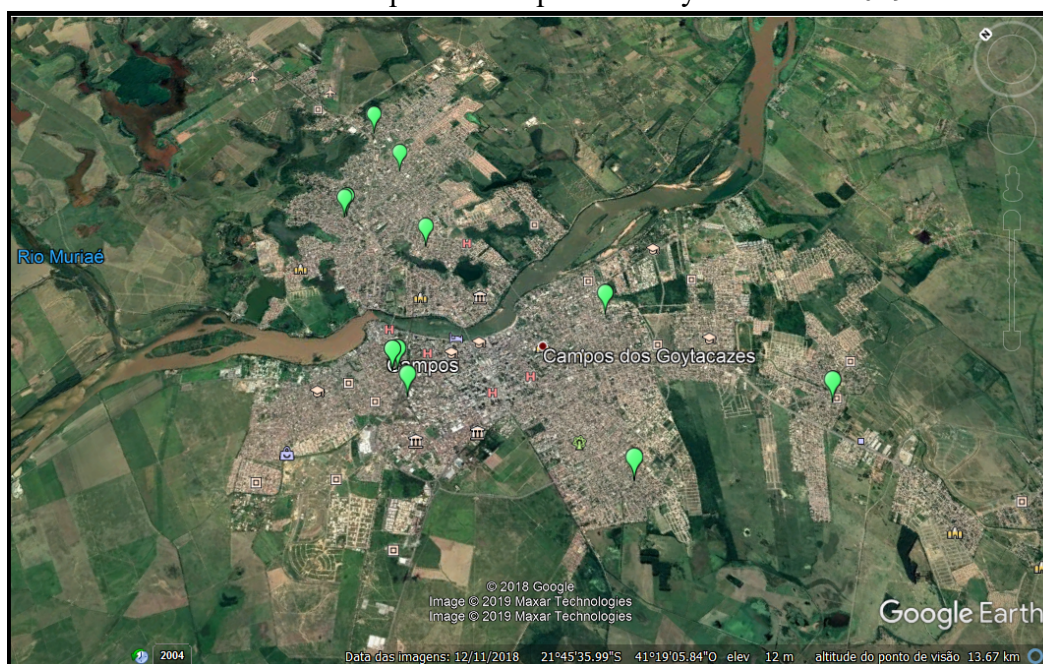 Rio Muriaé
Campos dos Goytacazes
Campos
H
H
H
H
H
N
© 2018 Google
Image © 2019 Maxar Technologies
Image © 2019 Maxar Technologies
Google Earth
2004
Data das imagens: 12/11/2018 21°45'35.99"S 41°19'05.84"O elev 12 m altitude do ponto de visão 13.67 km